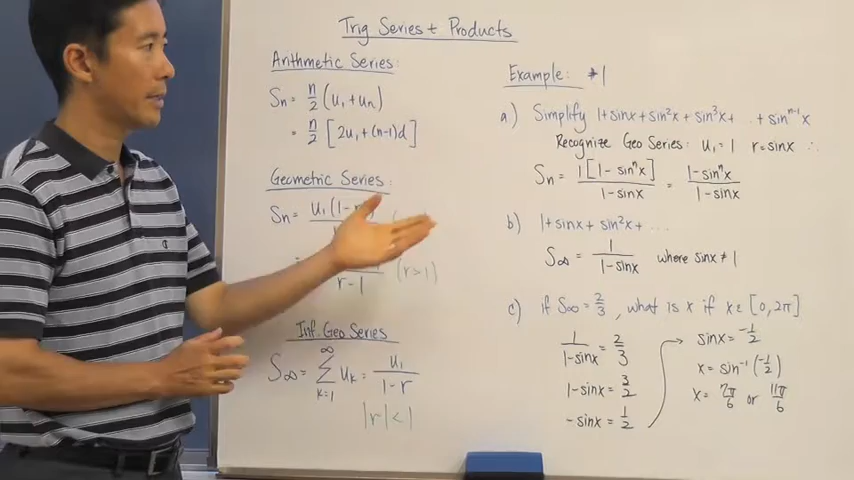 Trig Series + Products
Arithmetic Series:
Sn = n/2 (u₁ + un)
= n/2 [2u₁ + (n-1)d]
Geometric Series:
Sn = u₁(1-r
r-1 (r>1)
Inf. Geo Series:
S∞ = ∞ Σ k=1 uk = u₁/1-r
|r|<1
Example: #1
a) Simplify 1+sinx+sin²x+sin³x+ . . +sinⁿ⁻¹x
Recognize Geo Series: u₁=1 r=sinx ∴
Sn = 1[1-sinⁿx]/1-sinx = 1-sinⁿx/1-sinx
b) 1+sinx+sin²x+ . . .
S∞ = 1/1-sinx where sinx ≠ 1
c) if S∞ = 2/3, what is x if x ε [0,2π]
1/1-sinx = 2/3
1-sinx = 3/2
-sinx = 1/2
sinx = -1/2
x = sin⁻¹(-1/2)
x = 7π/6 or 11π/6